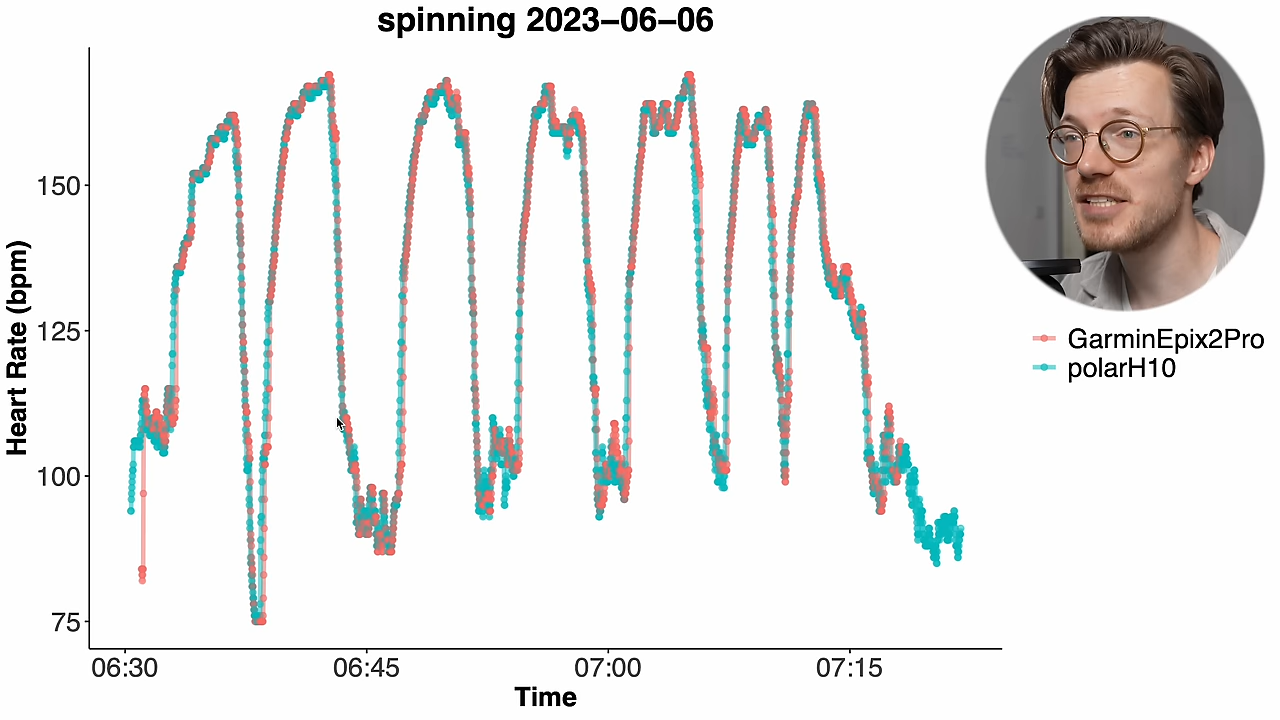 spinning 2023–06–06
Heart Rate (bpm)
150
125
100
75
06:30
06:45
07:00
07:15
Time
GarminEpix2Pro
polarH10